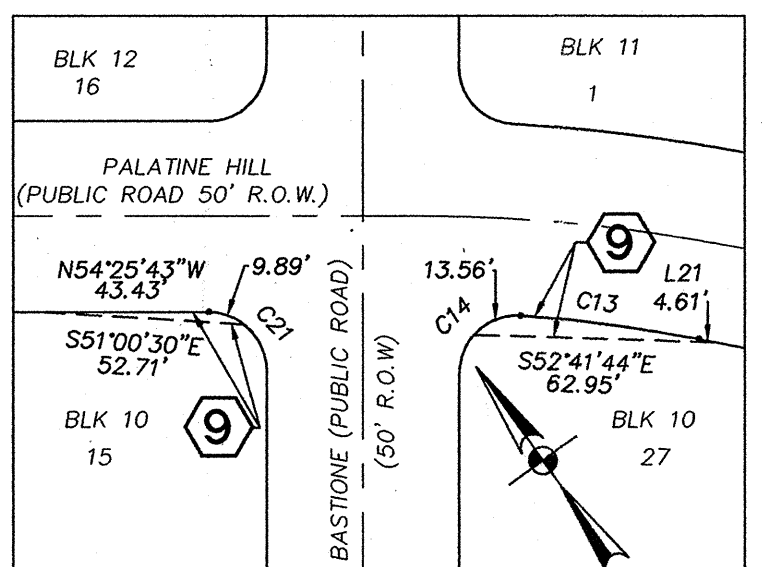 BLK 12
16
BLK 11
1
PALATINE HILL
(PUBLIC ROAD 50' R.O.W.)
9
N54°25'43"W
43.43'
9.89'
C21
S51°00'30"E
52.71'
BLK 10
15
9
BASTIONE (PUBLIC ROAD)
(50' R.O.W)
13.56'
C14
C13
L21
4.61'
S52°41'44"E
62.95'
BLK 10
27